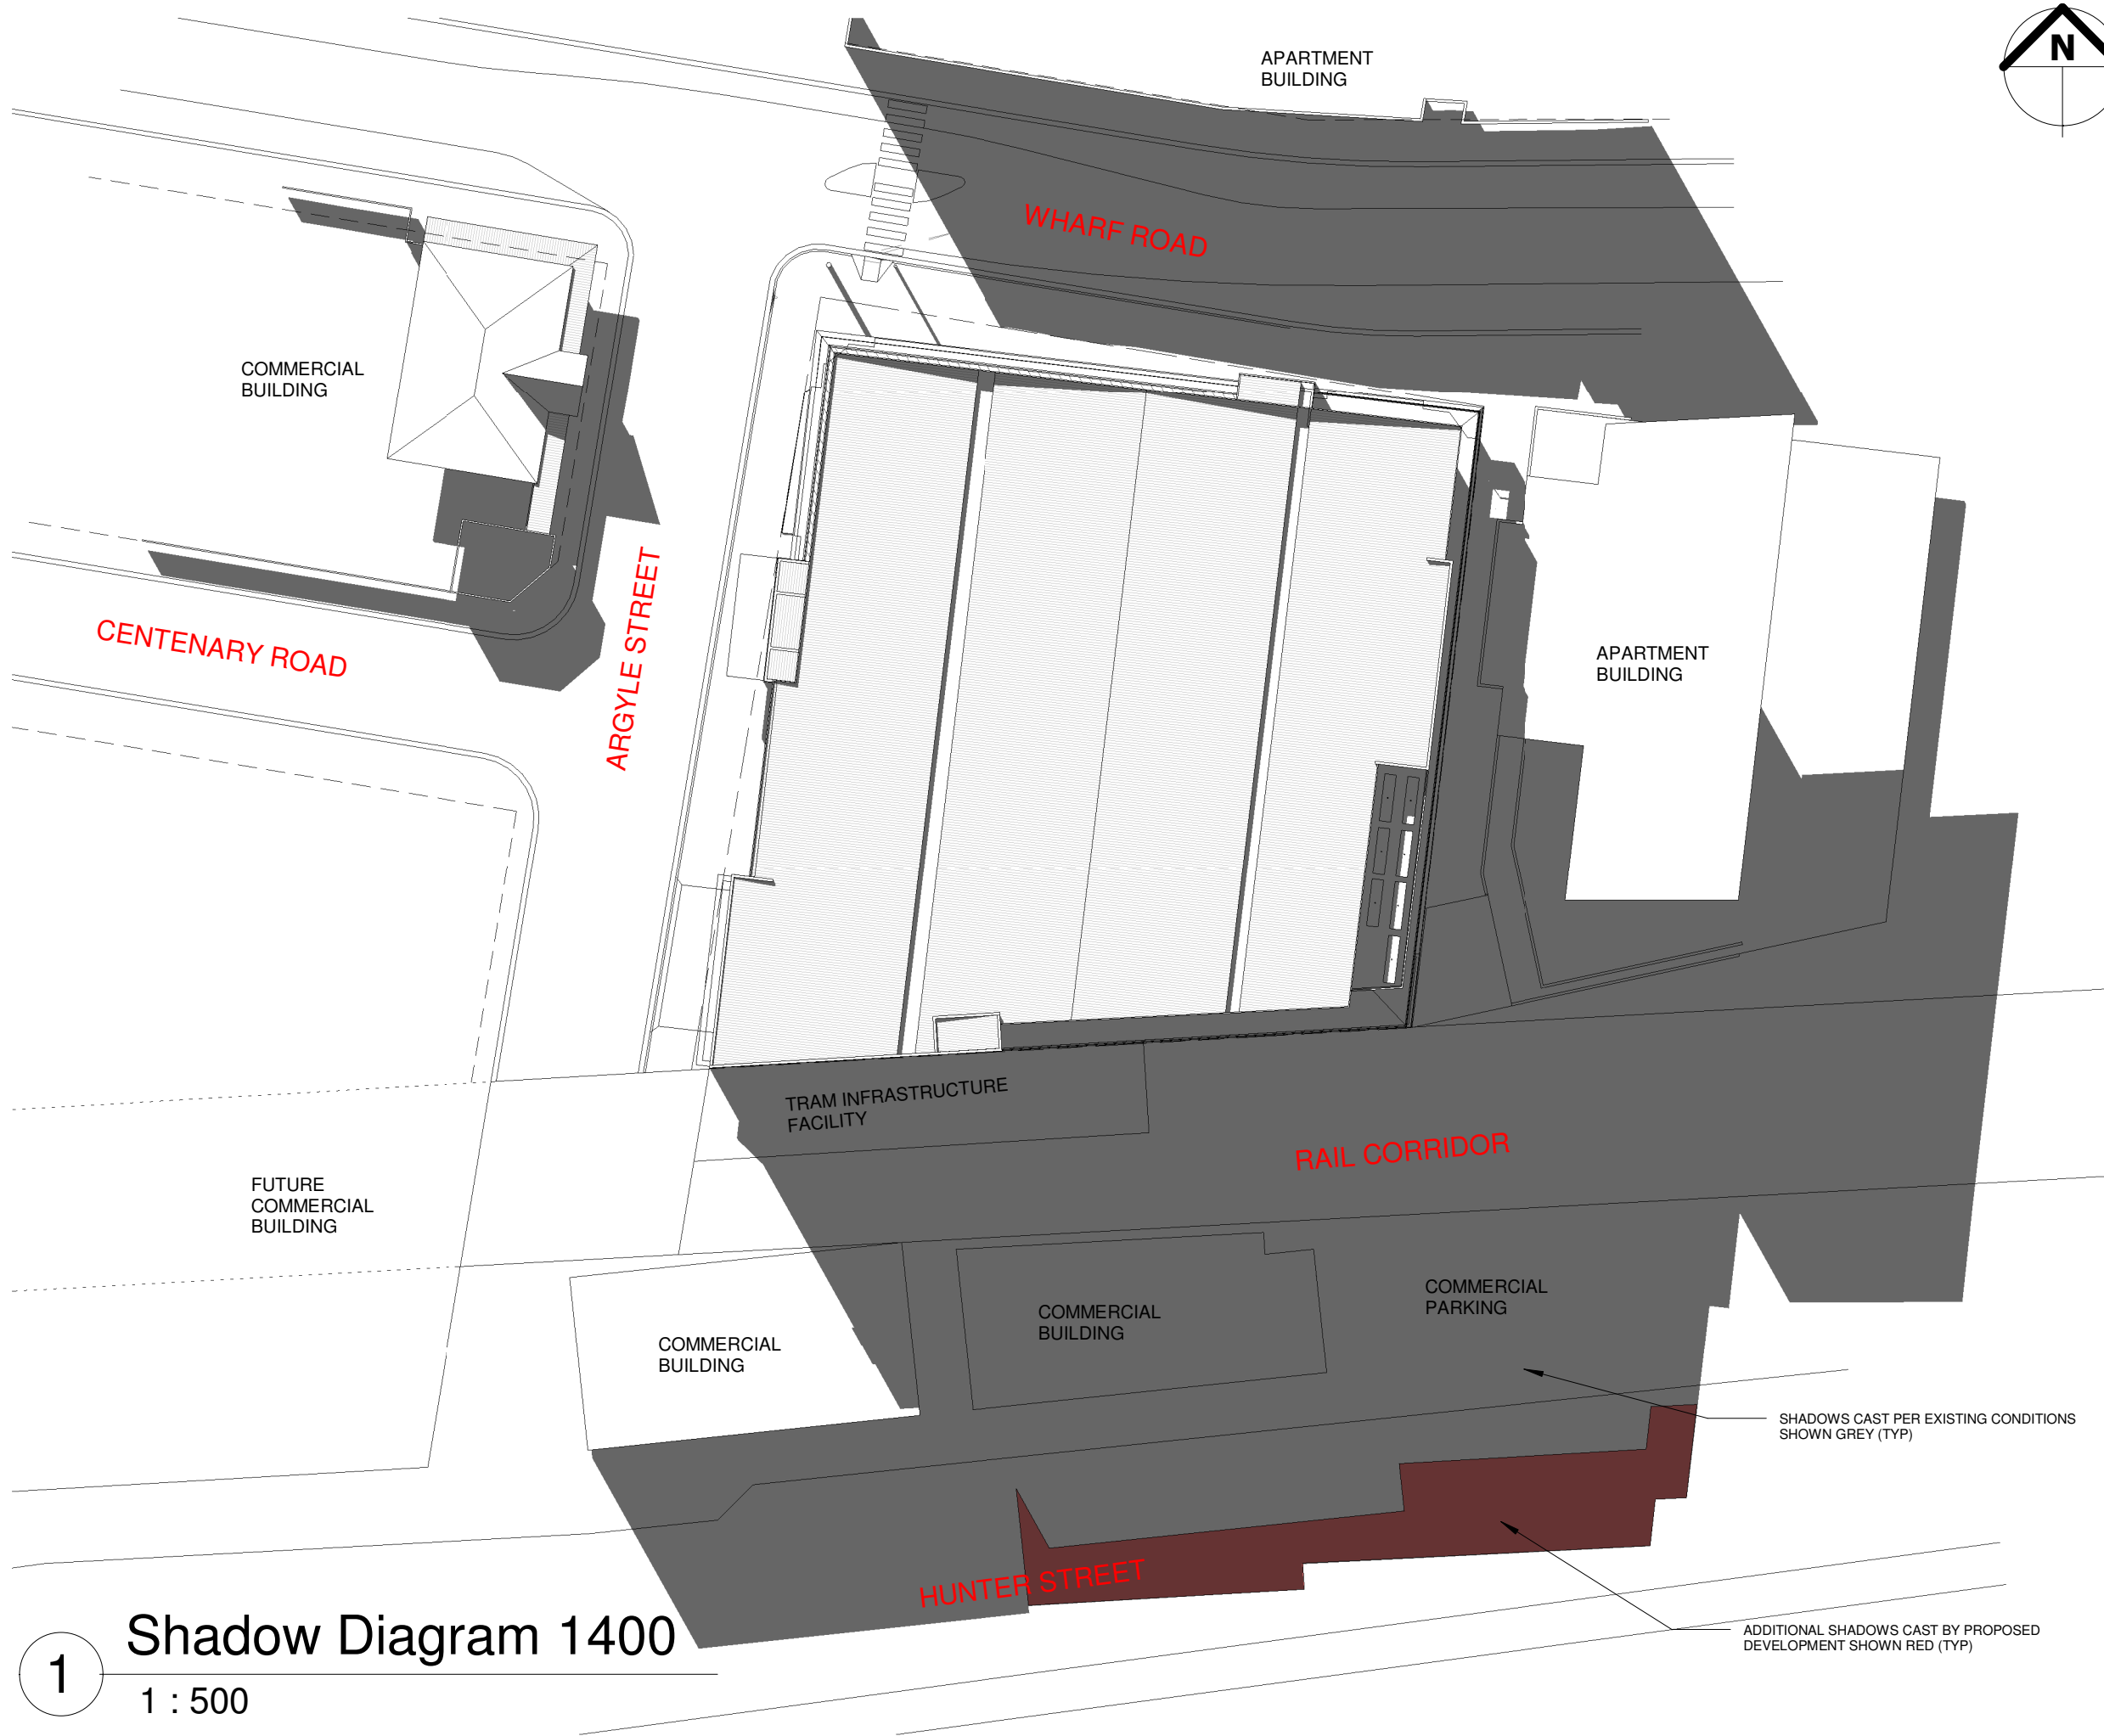 APARTMENT
BUILDING
N
WHARF ROAD
COMMERCIAL
BUILDING
CENTENARY ROAD
ARGYLE STREET
APARTMENT
BUILDING
TRAM INFRASTRUCTURE
FACILITY
RAIL CORRIDOR
FUTURE
COMMERCIAL
BUILDING
COMMERCIAL
BUILDING
COMMERCIAL
BUILDING
COMMERCIAL
PARKING
SHADOWS CAST PER EXISTING CONDITIONS
SHOWN GREY (TYP)
HUNTER STREET
ADDITIONAL SHADOWS CAST BY PROPOSED
DEVELOPMENT SHOWN RED (TYP)
1
Shadow Diagram 1400
1 : 500